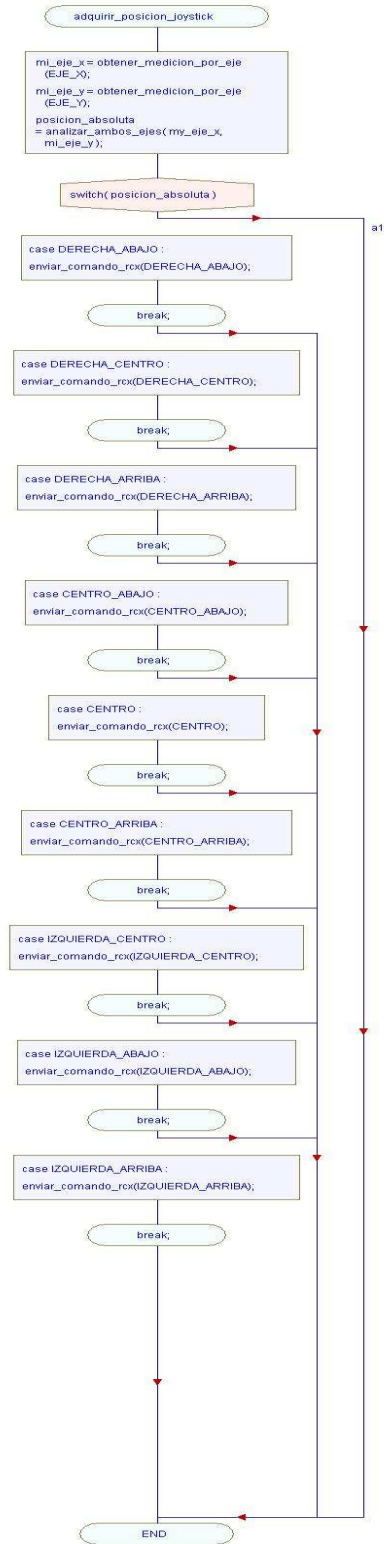 adquirir_posicion_joystick
mi_eje_x = obtener_medicion_por_eje
(EJE_X);
mi_eje_y = obtener_medicion_por_eje
(EJE_Y);
posicion_absoluta
= analizar_ambos_ejes( my_eje_x,
mi_eje_y );
switch( posicion_absoluta )
a1
case DERECHA_ABAJO :
enviar_comando_rcx(DERECHA_ABAJO);
break;
case DERECHA_CENTRO :
enviar_comando_rcx(DERECHA_CENTRO);
break;
case DERECHA_ARRIBA :
enviar_comando_rcx(DERECHA_ARRIBA);
break;
case CENTRO_ABAJO :
enviar_comando_rcx(CENTRO_ABAJO);
break;
case CENTRO :
enviar_comando_rcx(CENTRO);
break;
case CENTRO_ARRIBA :
enviar_comando_rcx(CENTRO_ARRIBA);
break;
case IZQUIERDA_CENTRO :
enviar_comando_rcx(IZQUIERDA_CENTRO);
break;
case IZQUIERDA_ABAJO :
enviar_comando_rcx(IZQUIERDA_ABAJO);
break;
case IZQUIERDA_ARRIBA :
enviar_comando_rcx(IZQUIERDA_ARRIBA);
break;
END